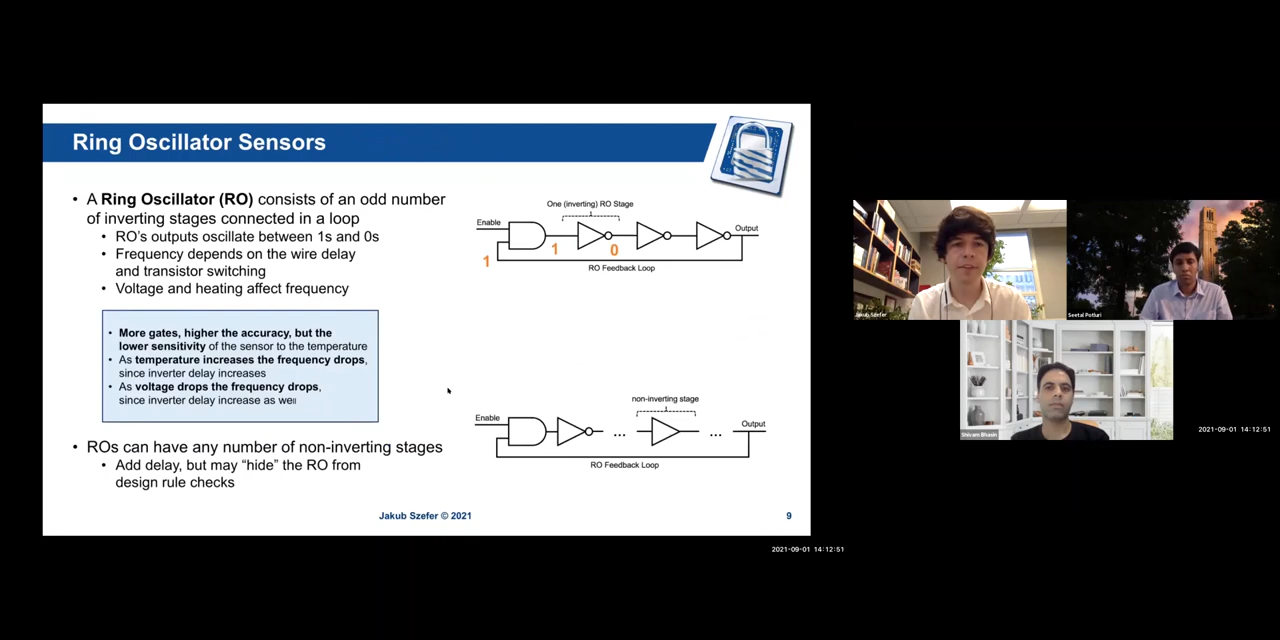 Ring Oscillator Sensors
• A Ring Oscillator (RO) consists of an odd number
of inverting stages connected in a loop
• RO's outputs oscillate between 1s and 0s
• Frequency depends on the wire delay
and transistor switching
• Voltage and heating affect frequency
• More gates, higher the accuracy, but the
lower sensitivity of the sensor to the temperature
• As temperature increases the frequency drops,
since inverter delay increases
• As voltage drops the frequency drops,
since inverter delay increase as well
• ROs can have any number of non-inverting stages
• Add delay, but may "hide" the RO from
design rule checks
One (inverting) RO Stage
Enable
Output
1
0
1
RO Feedback Loop
non-inverting stage
Enable
...
...
Output
RO Feedback Loop
Jakub Szefer © 2021
9
Jakub Szefer
Seetal Potluri
Shivam Bhasin
2021-09-01 14:12:51
2021-09-01 14:12:51